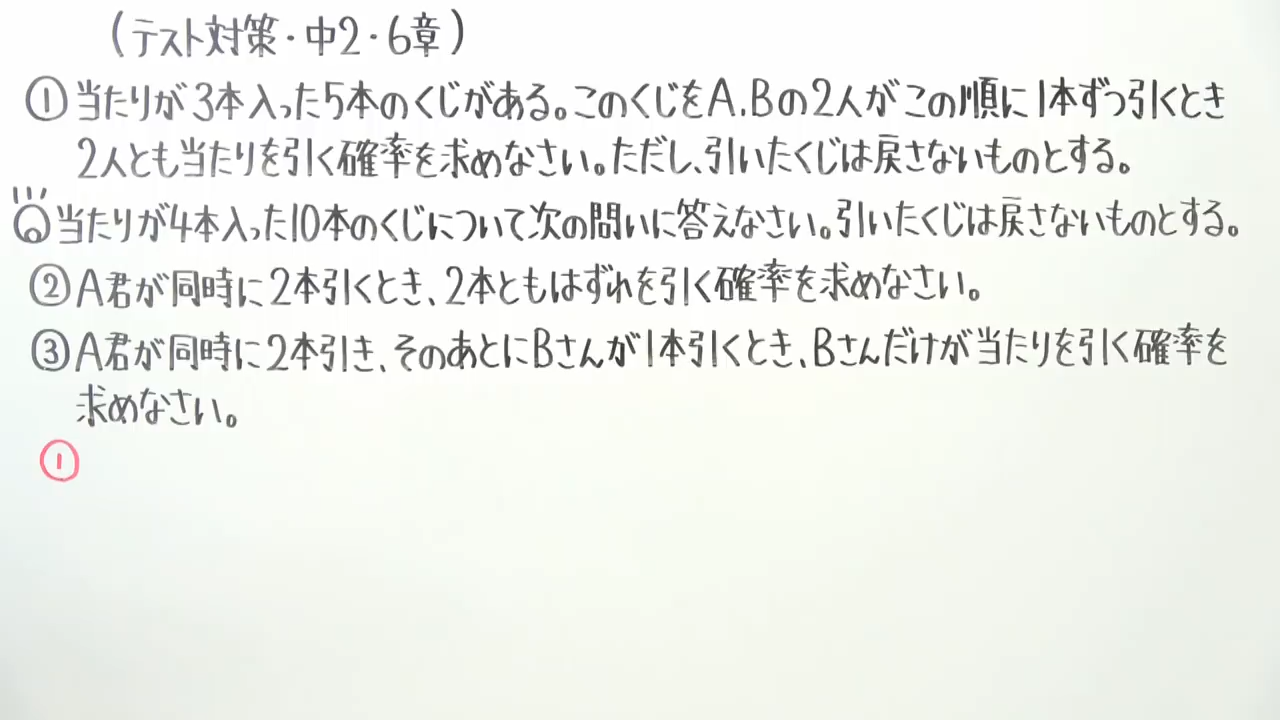 (テスト対策・中2・6章)
①当たりが3本入った5本のくじがある。このくじをA.Bの2人がこの順に1本ずつ引くとき
2人とも当たりを引く確率を求めなさい。ただし、引いたくじは戻さないものとする。
当たりが4本入った10本のくじについて次の問いに答えなさい。引いたくじは戻さないものとする。
②A君が同時に2本引くとき、2本ともはずれを引く確率を求めなさい。
③A君が同時に2本引き、そのあとにBさんが1本引くとき、Bさんだけが当たりを引く確率を
求めなさい。
①